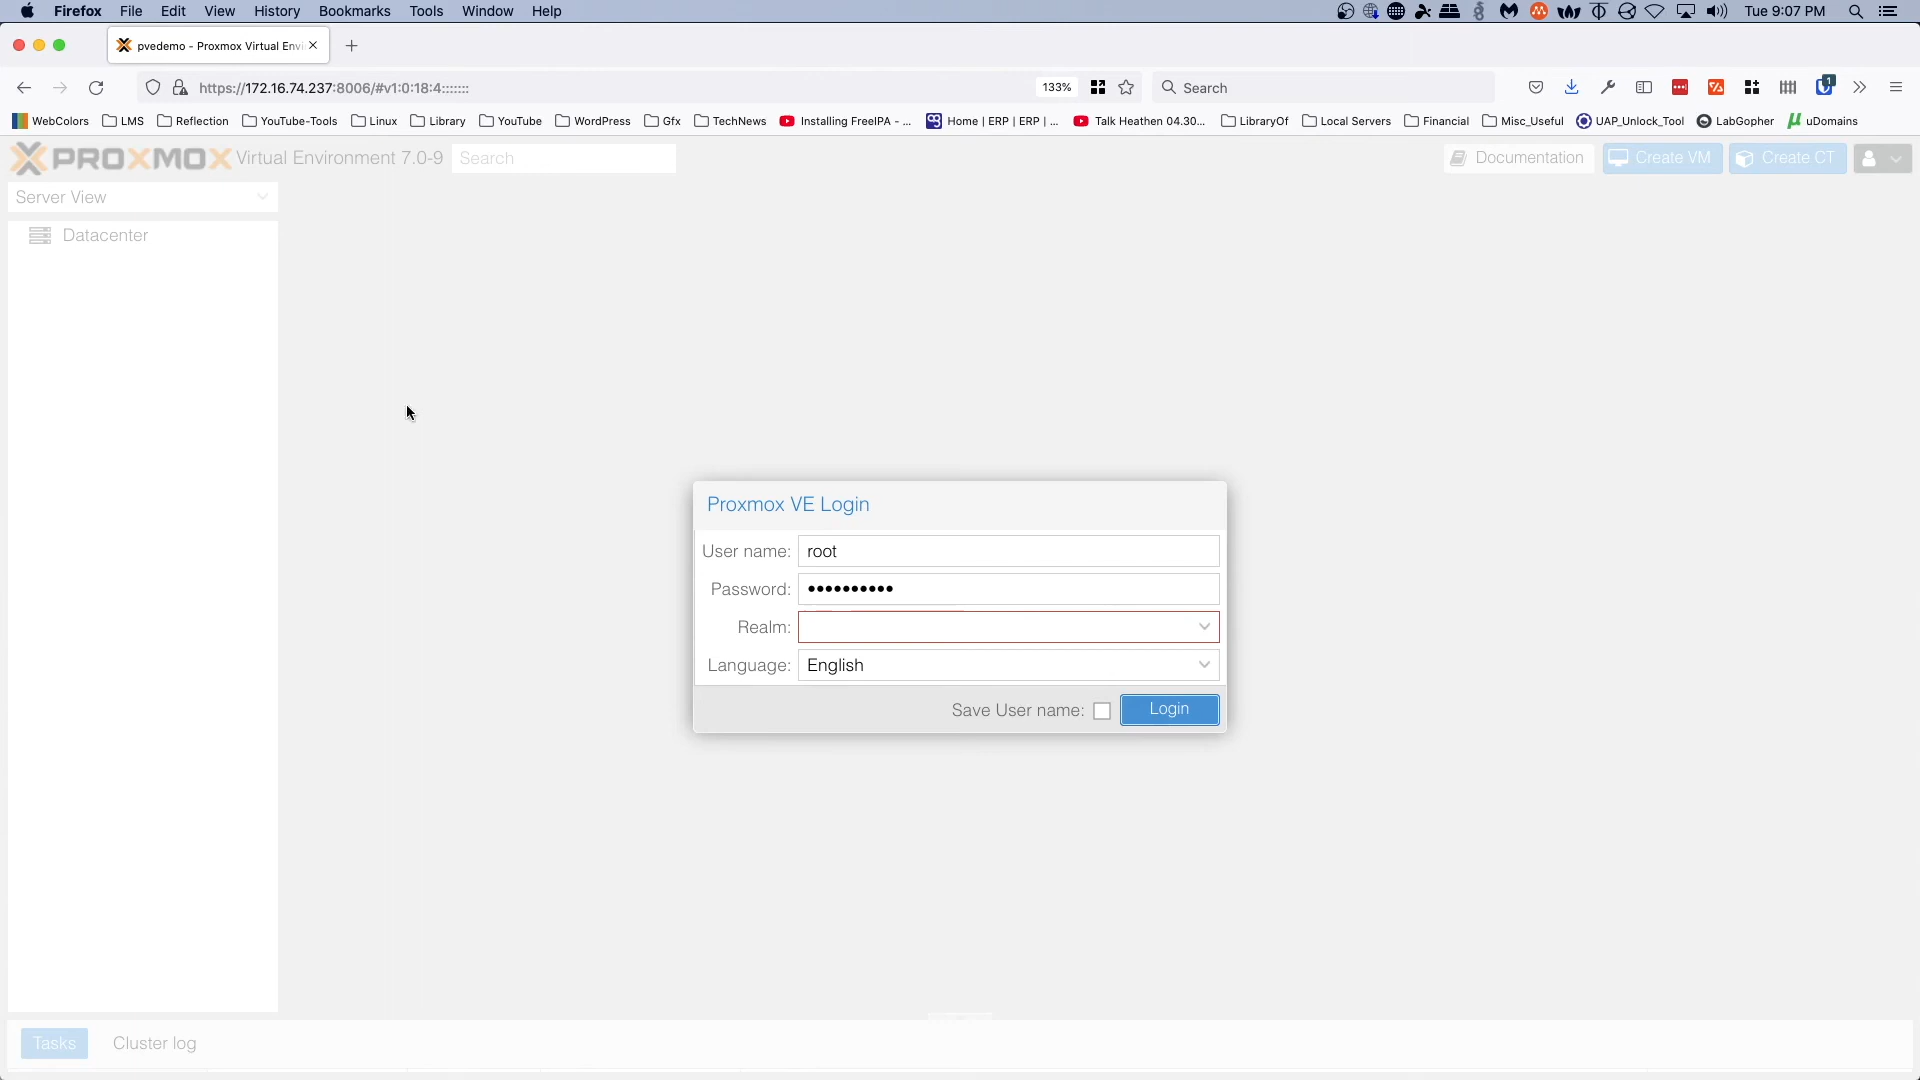 Firefox File Edit View History Bookmarks Tools Window Help Tue 9:07 PM
pvedemo - Proxmox Virtual Envi
https://172.16.74.237:8006/#v1:0:18:4::::::: 133% Search 1
WebColors LMS Reflection YouTube-Tools Linux Library YouTube WordPress Gfx TechNews Installing FreeIPA - ... Home | ERP | ERP | ... Talk Heathen 04.30... LibraryOf Local Servers Financial Misc_Useful UAP_Unlock_Tool LabGopher uDomains
PROXMOX Virtual Environment 7.0-9 Search Documentation Create VM Create CT
Server View
Datacenter
Proxmox VE Login
User name: root
Password: ••••••••••
Realm:
Language: English
Save User name: Login
Tasks Cluster log